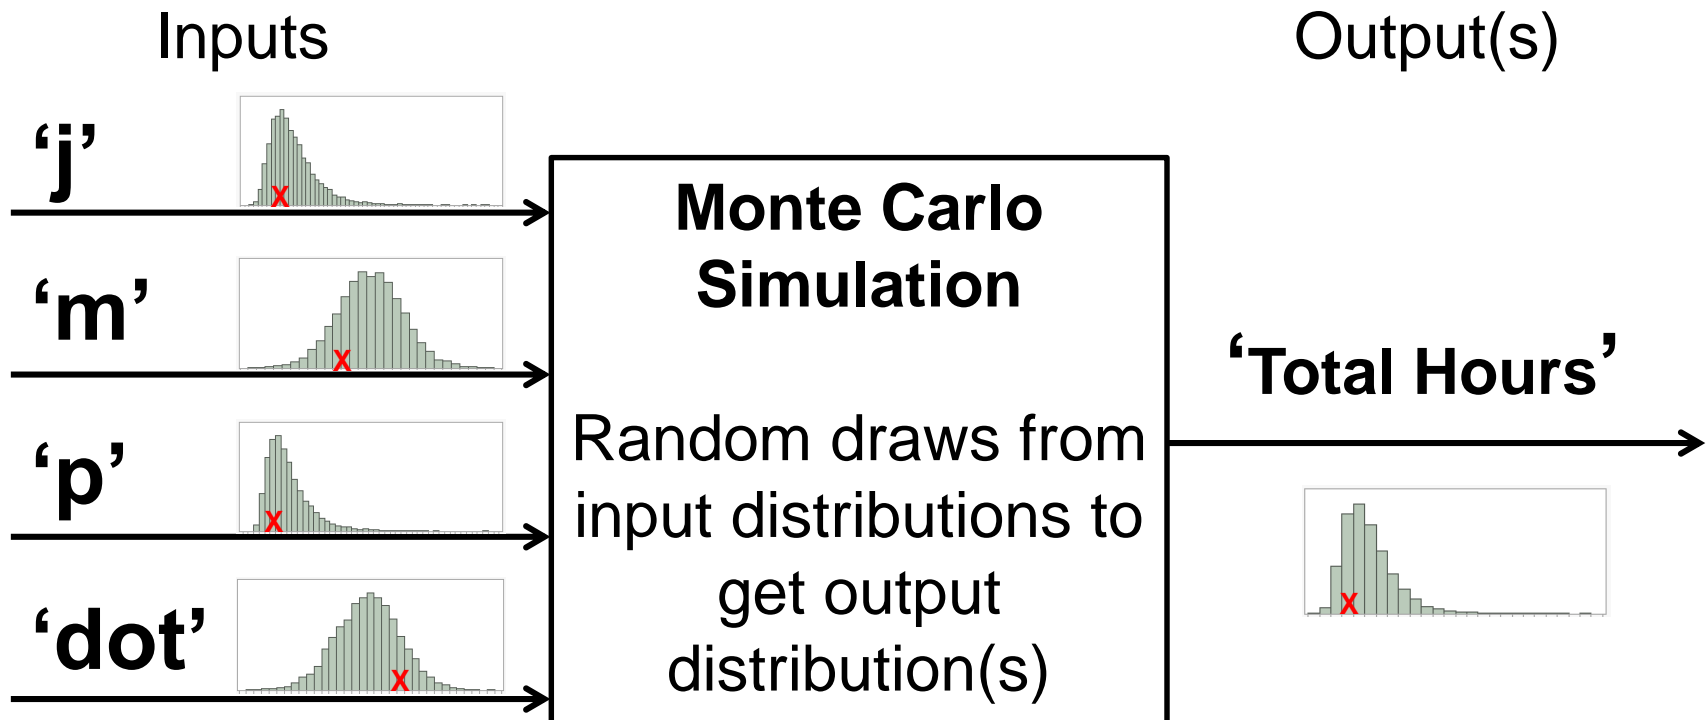 Inputs
Output(s)
‘j’
‘m’
‘p’
‘dot’
X
X
X
X
Monte Carlo
Simulation
Random draws from
input distributions to
get output
distribution(s)
‘Total Hours’
X